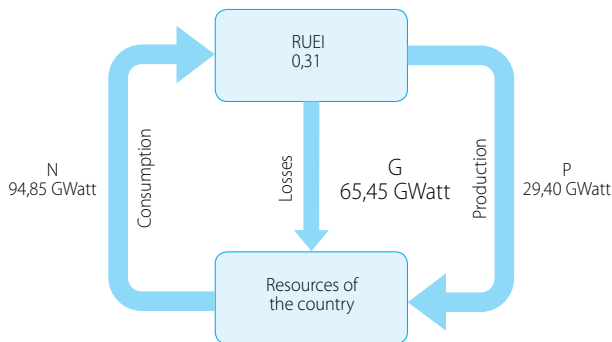 RUEI
0,31
N
94,85 GWatt
Consumption
Losses
G
65,45 GWatt
Production
P
29,40 GWatt
Resources of
the country